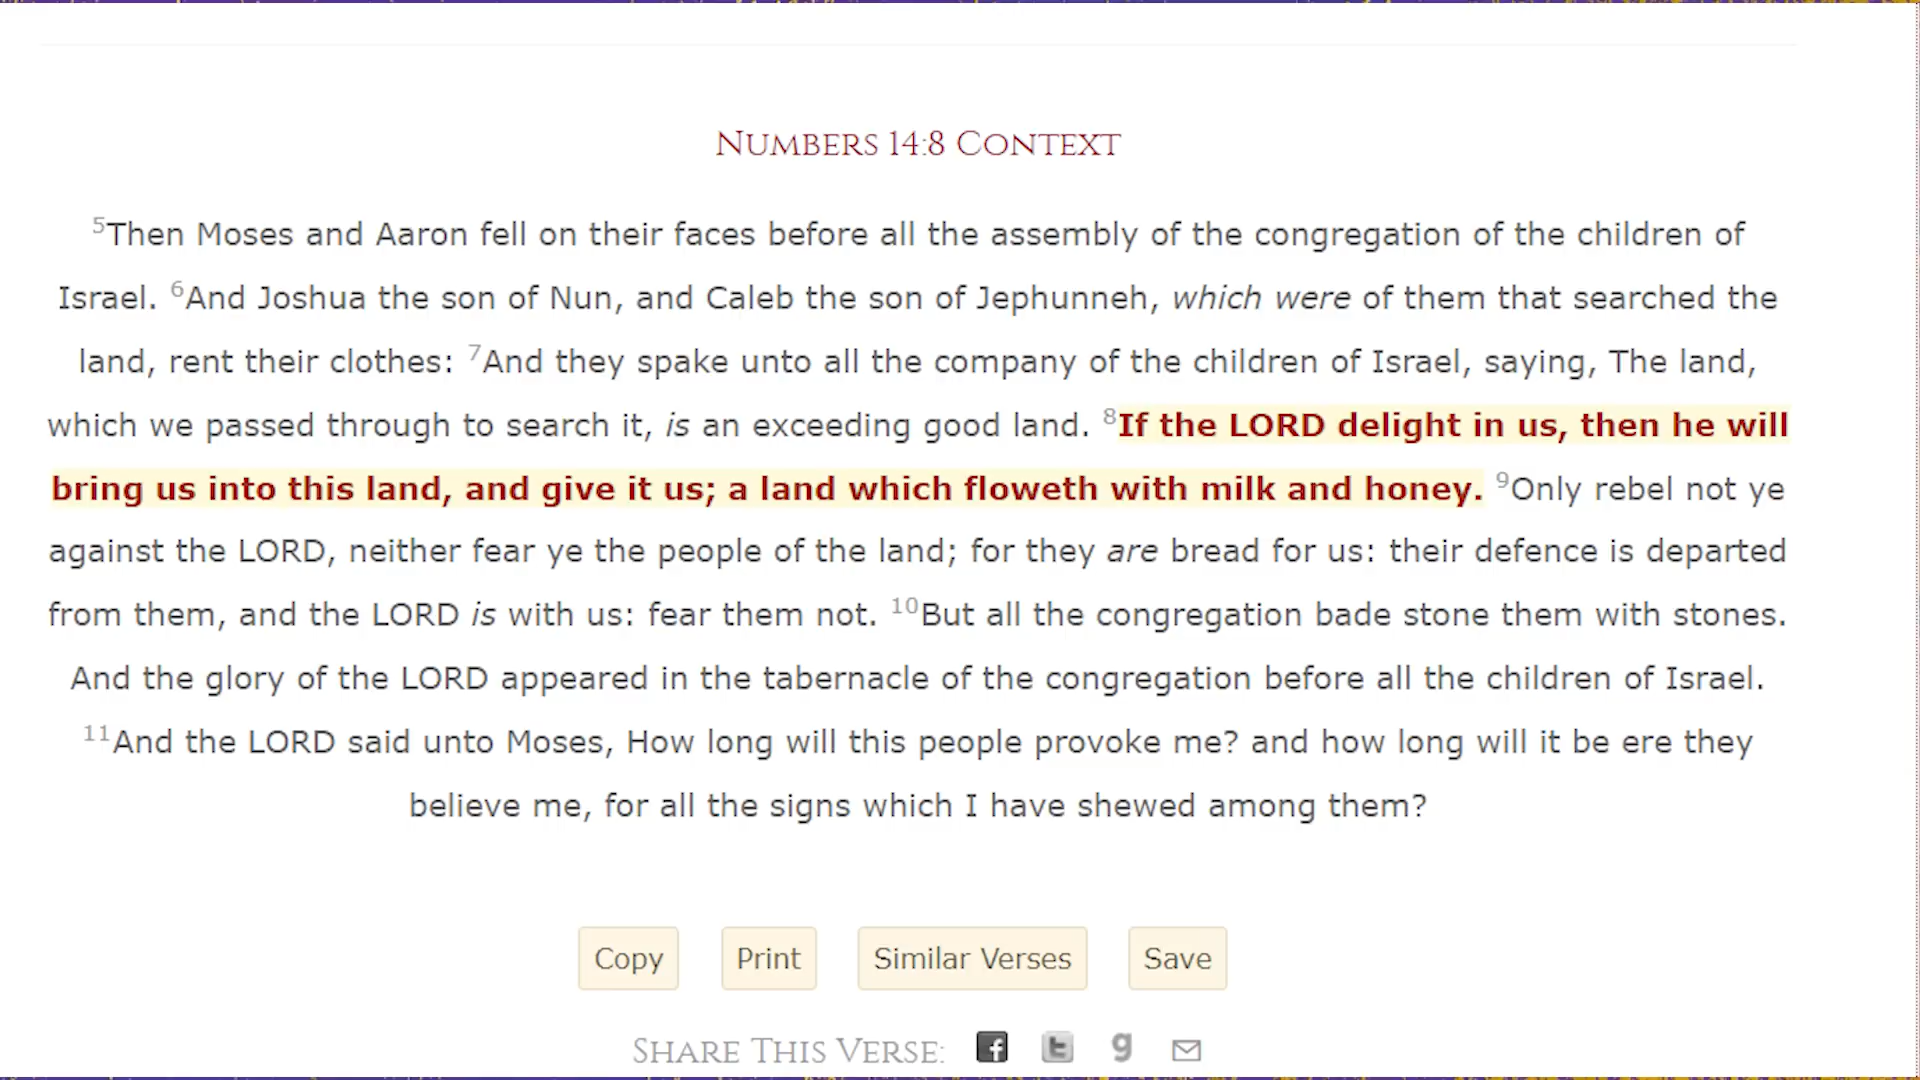 Numbers 14:8 Context
5Then Moses and Aaron fell on their faces before all the assembly of the congregation of the children of
Israel. 6And Joshua the son of Nun, and Caleb the son of Jephunneh, which were of them that searched the
land, rent their clothes: 7And they spake unto all the company of the children of Israel, saying, The land,
which we passed through to search it, is an exceeding good land. 8If the LORD delight in us, then he will
bring us into this land, and give it us; a land which floweth with milk and honey. 9Only rebel not ye
against the LORD, neither fear ye the people of the land; for they are bread for us: their defence is departed
from them, and the LORD is with us: fear them not. 10But all the congregation bade stone them with stones.
And the glory of the LORD appeared in the tabernacle of the congregation before all the children of Israel.
11And the LORD said unto Moses, How long will this people provoke me? and how long will it be ere they
believe me, for all the signs which I have shewed among them?
Copy Print Similar Verses Save
Share This Verse: f t g